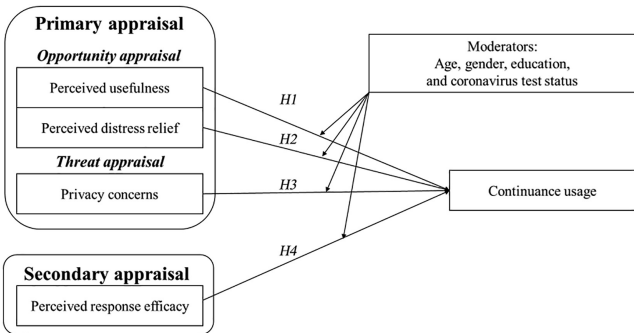 Primary appraisal
Opportunity appraisal
Perceived usefulness
Perceived distress relief
Threat appraisal
Privacy concerns
Secondary appraisal
Perceived response efficacy
H1
H2
H3
H4
Moderators:
Age, gender, education,
and coronavirus test status
Continuance usage